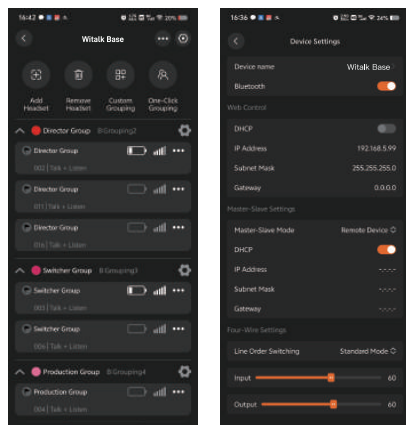 16:42
Witalk Base
Add Headset
Remove Headset
Custom Grouping
One-Click Grouping
Director Group
B Grouping2
Director Group
002 | Talk + Listen
Director Group
011 | Talk + Listen
Director Group
016 | Talk + Listen
Switcher Group
B Grouping3
Switcher Group
005 | Talk + Listen
Switcher Group
006 | Talk + Listen
Production Group
B Grouping4
Production Group
004 | Talk + Listen
16:36
24%
Device Settings
Device name Witalk Base
Bluetooth
Web Control
DHCP
IP Address 192.168.5.99
Subnet Mask 255.255.255.0
Gateway 0.0.0.0
Master-Slave Settings
Master-Slave Mode Remote Device
DHCP
IP Address -.-.-.-
Subnet Mask -.-.-.-
Gateway -.-.-.-
Four-Wire Settings
Line Order Switching Standard Mode
Input 60
Output 60